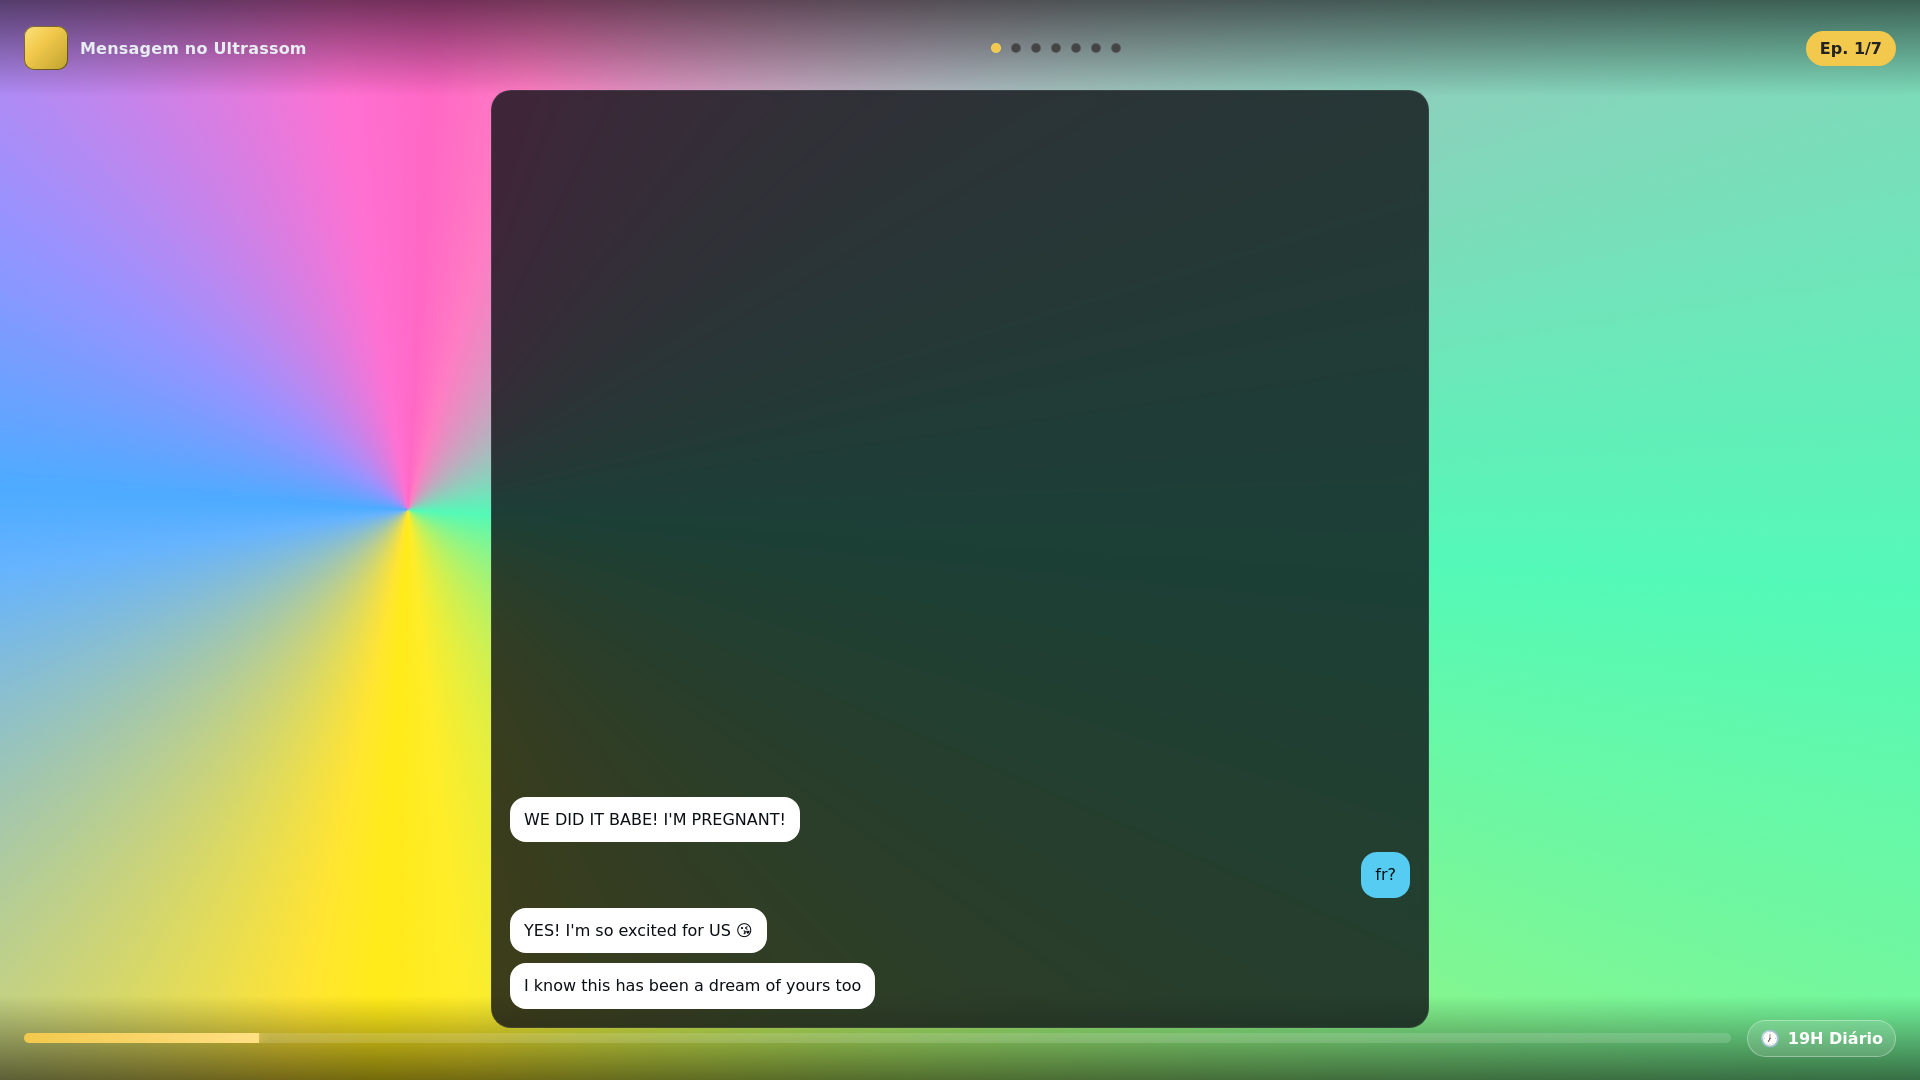 Mensagem no Ultrassom
Ep. 1/7
WE DID IT BABE! I'M PREGNANT!
fr?
YES! I'm so excited for US 😘
I know this has been a dream of yours too
🕖 19H Diário